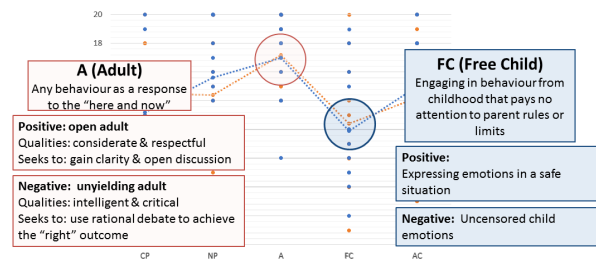 20
18
A (Adult)
Any behaviour as a response
to the “here and now”
Positive: open adult
Qualities: considerate & respectful
Seeks to: gain clarity & open discussion
Negative:  unyielding adult
Qualities: intelligent & critical
Seeks to: use rational debate to achieve
the “right” outcome
FC (Free Child)
Engaging in behaviour from
childhood that pays no
attention to parent rules or
limits
Positive:
Expressing emotions in a safe
situation
Negative:  Uncensored child
emotions
CP NP A FC AC